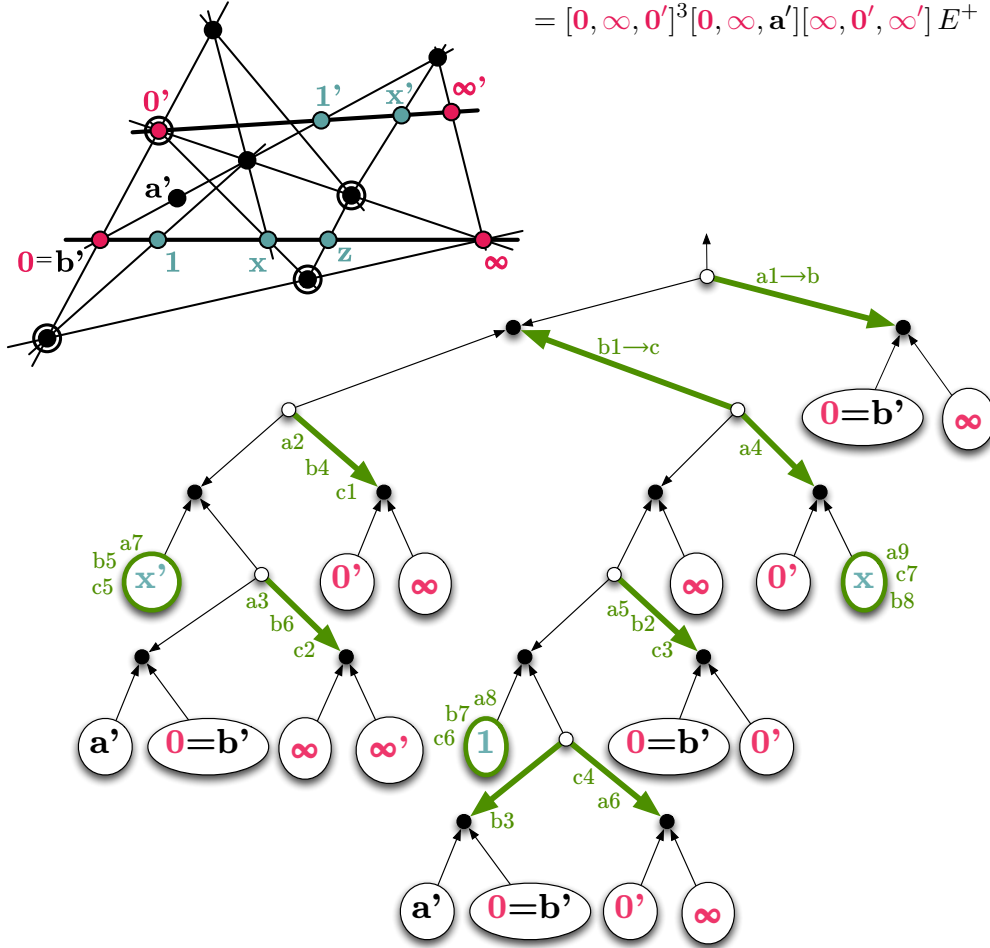 = [0, ∞, 0′]³[0, ∞, a′][∞, 0′, ∞′] E⁺
0'
1'
x'
∞'
a'
0=b'
1
x
z
∞
a1→b
b1→c
0=b'
∞
a2
b4
c1
a4
a7
b5
c5
x'
0'
∞
∞
0'
x
a9
c7
b8
a3
b6
c2
a5
b2
c3
a'
0=b'
∞
∞'
a8
b7
c6
1
0=b'
0'
c4
a6
b3
a'
0=b'
0'
∞